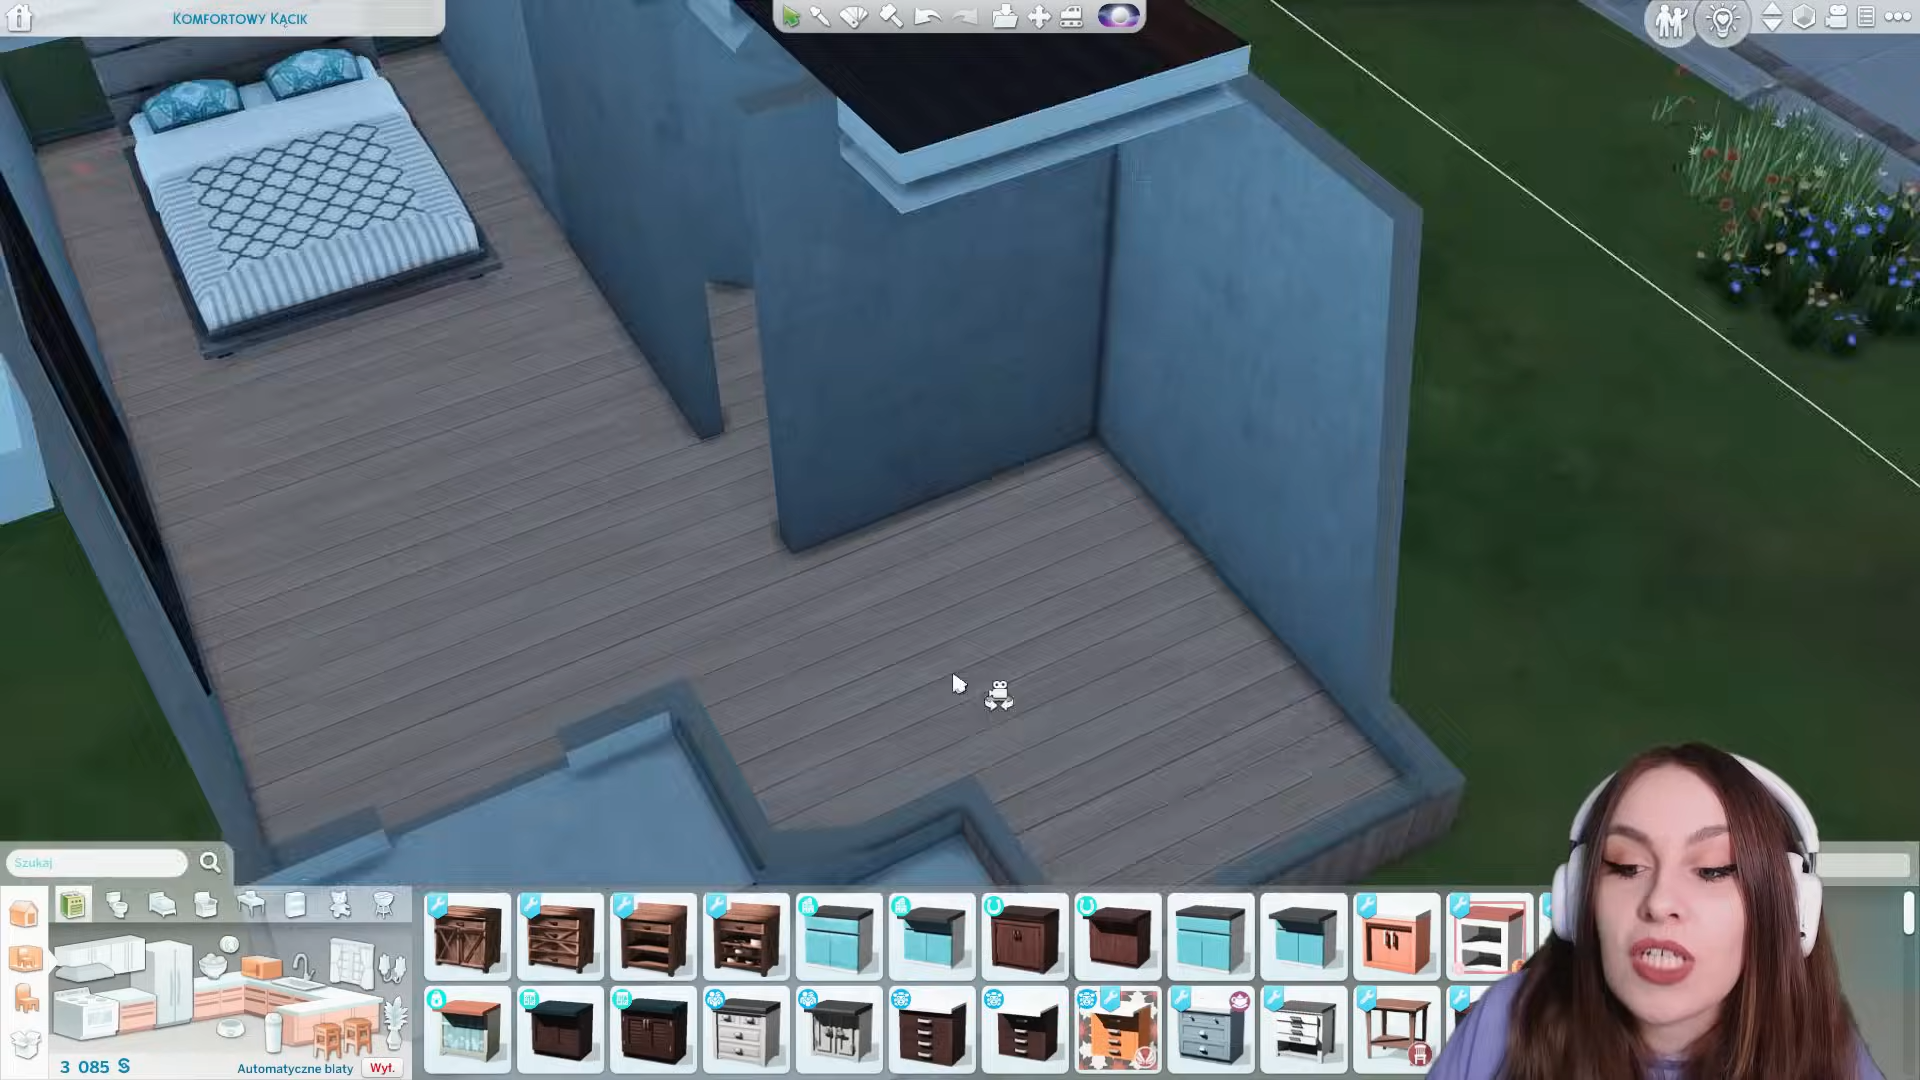 Komfortowy Kącik
Szukaj
3 085 $
Automatyczne blaty
Wył.